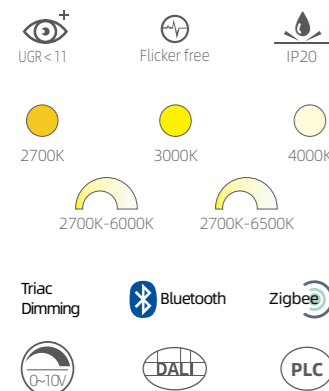 UGR<11
Flicker free
IP20
2700K
3000K
4000K
2700K-6000K
2700K-6500K
Triac
Dimming
Bluetooth
Zigbee
0~10V
DALI
PLC